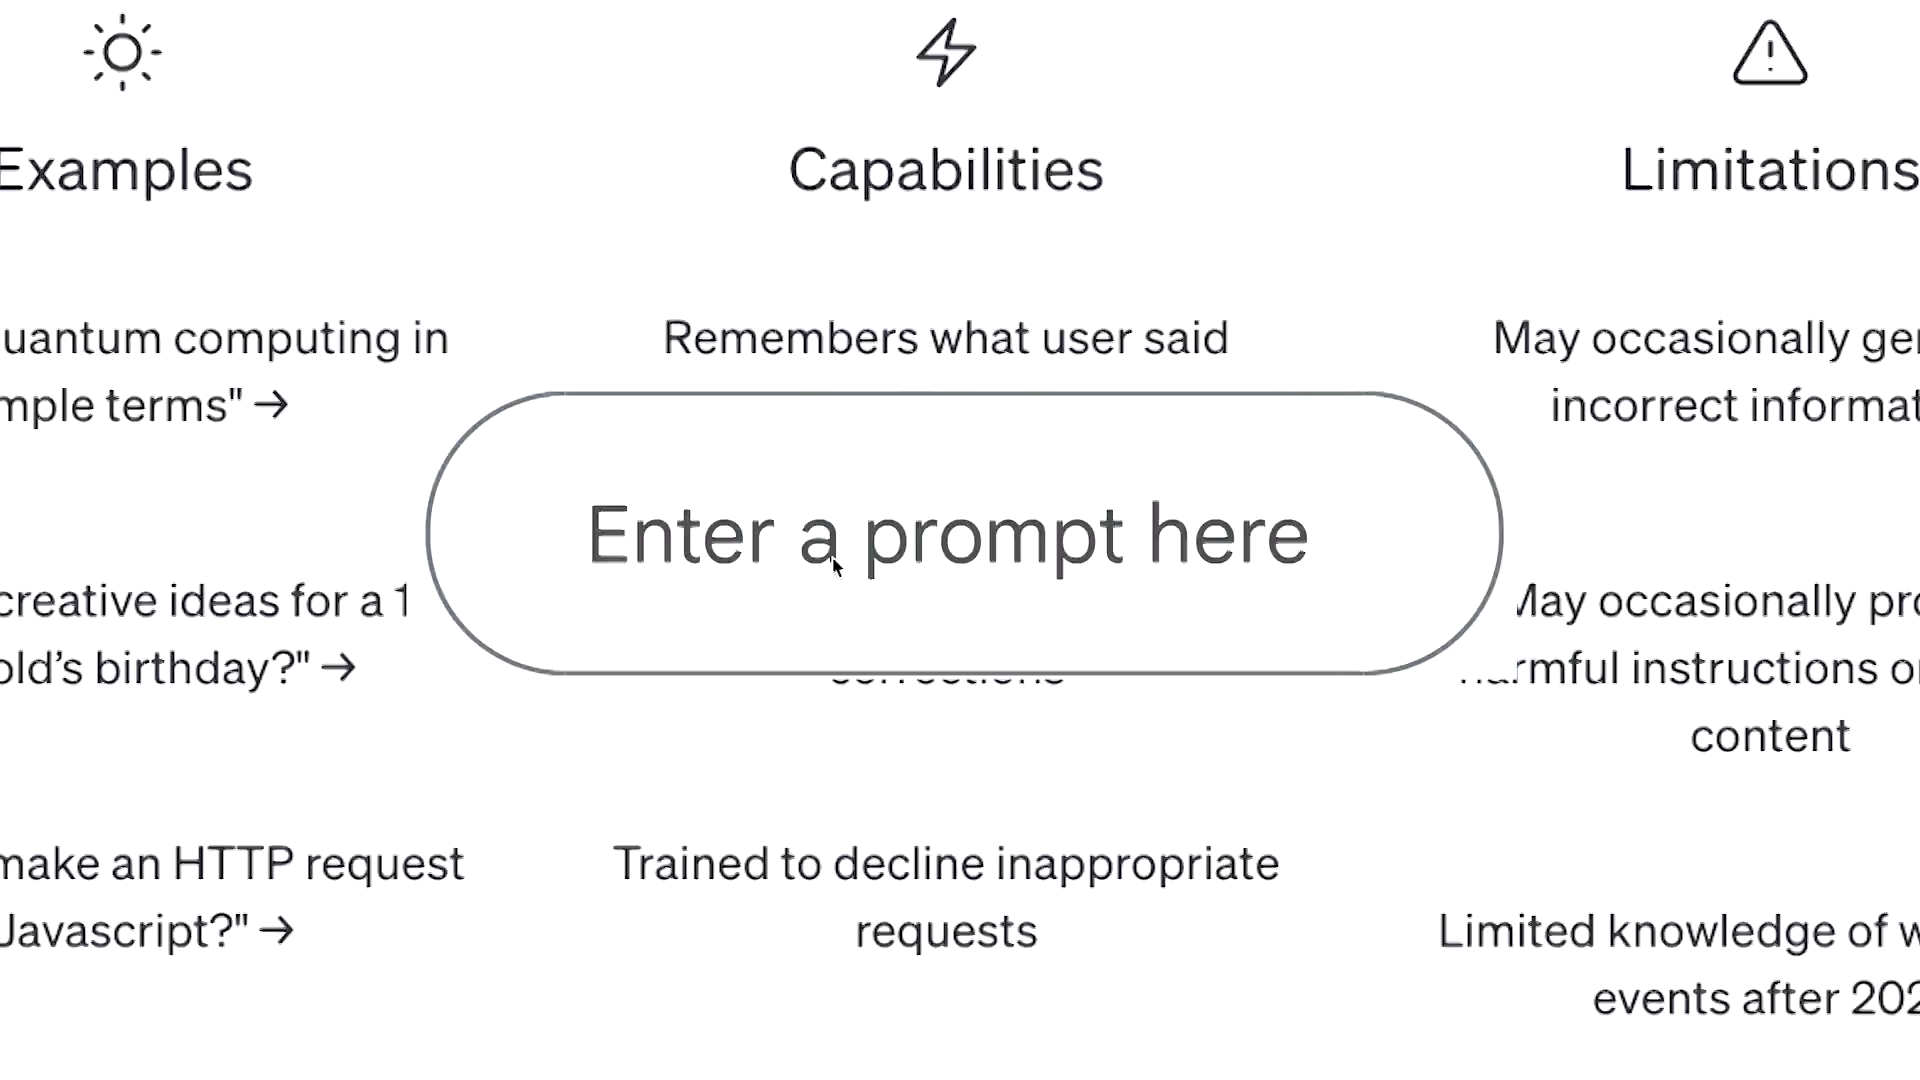 Examples
Capabilities
Limitations
uantum computing in
mple terms" →
Remembers what user said
May occasionally ger
incorrect informat
Enter a prompt here
creative ideas for a 1
old's birthday?" →
corrections
May occasionally pro
rmful instructions o
content
make an HTTP request
Javascript?" →
Trained to decline inappropriate
requests
Limited knowledge of w
events after 202